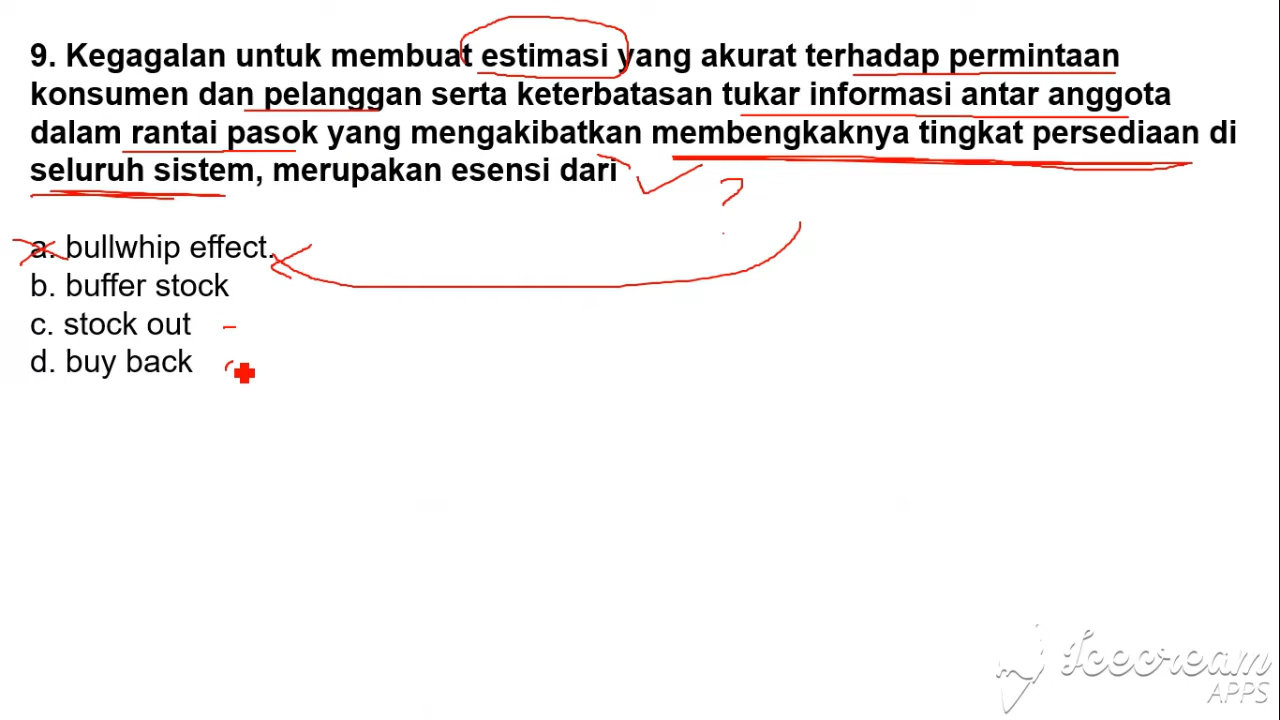 9. Kegagalan untuk membuat estimasi yang akurat terhadap permintaan
konsumen dan pelanggan serta keterbatasan tukar informasi antar anggota
dalam rantai pasok yang mengakibatkan membengkaknya tingkat persediaan di
seluruh sistem, merupakan esensi dari
?
a. bullwhip effect.
b. buffer stock
c. stock out
d. buy back
Icecream
APPS